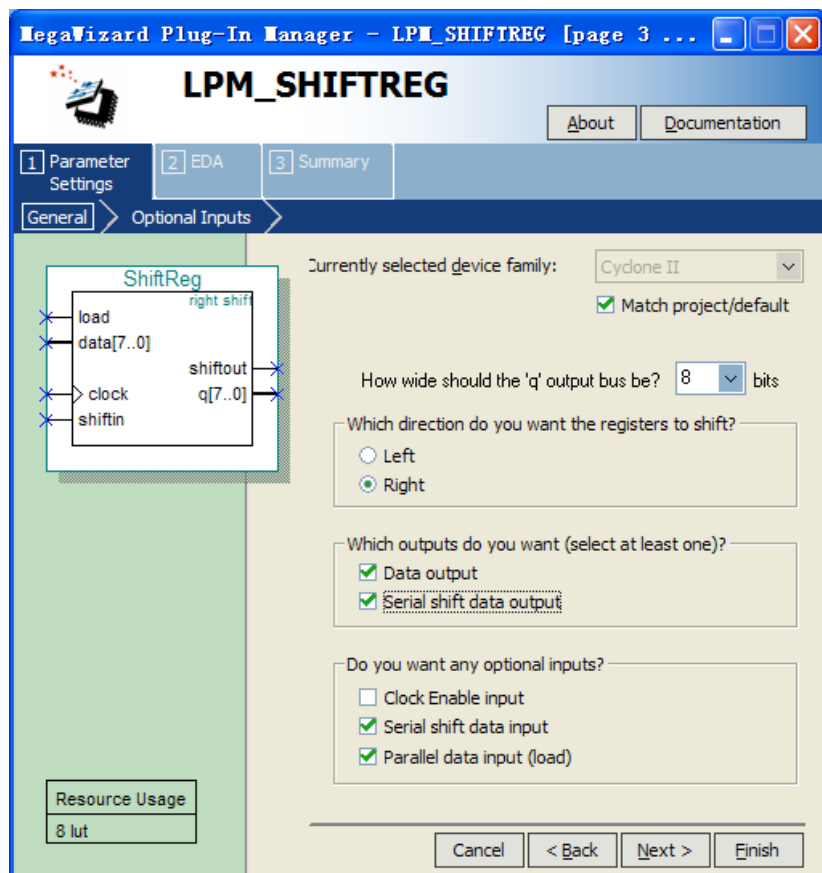 MegaWizard Plug-In Manager - LPM_SHIFTREG [page 3 ...
LPM_SHIFTREG
About
Documentation
1 Parameter Settings
2 EDA
3 Summary
General
Optional Inputs
ShiftReg
right shift
load
data[7..0]
shiftout
clock
q[7..0]
shiftin
Currently selected device family:
Cyclone II
Match project/default
How wide should the 'q' output bus be?
8
bits
Which direction do you want the registers to shift?
Left
Right
Which outputs do you want (select at least one)?
Data output
Serial shift data output
Do you want any optional inputs?
Clock Enable input
Serial shift data input
Parallel data input (load)
Resource Usage
8 lut
Cancel
< Back
Next >
Finish